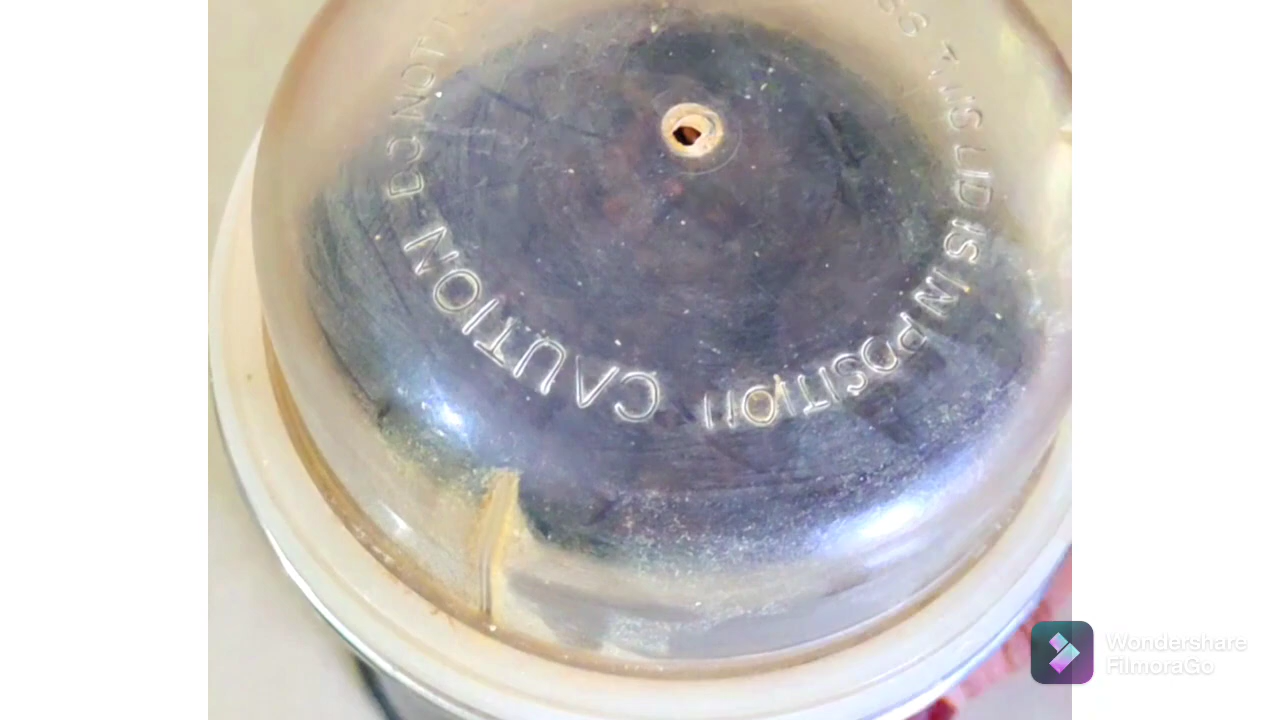 CAUTION - DO NOT
THIS LID IS IN POSITION
Wondershare
FilmoraGo